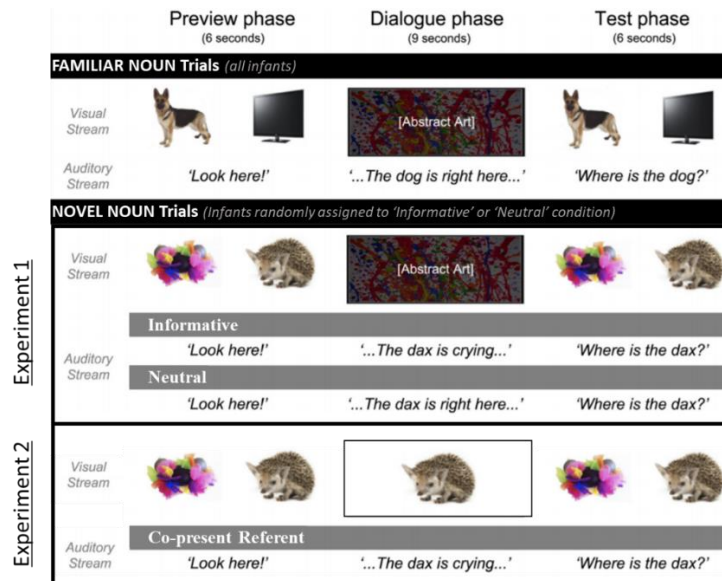 Preview phase Dialogue phase Test phase
(6 seconds) (9 seconds) (6 seconds)
FAMILIAR NOUN Trials (all infants)
Visual
Stream
[Abstract Art]
Auditory
Stream
'Look here!' '...The dog is right here...' 'Where is the dog?'
NOVEL NOUN Trials (Infants randomly assigned to 'Informative' or 'Neutral' condition)
Experiment 1
Visual
Stream
[Abstract Art]
Informative
Auditory
Stream
'Look here!' '...The dax is crying...' 'Where is the dax?'
Neutral
'Look here!' '...The dax is right here...' 'Where is the dax?'
Experiment 2
Visual
Stream
Co-present Referent
Auditory
Stream
'Look here!' '...The dax is crying...' 'Where is the dax?'